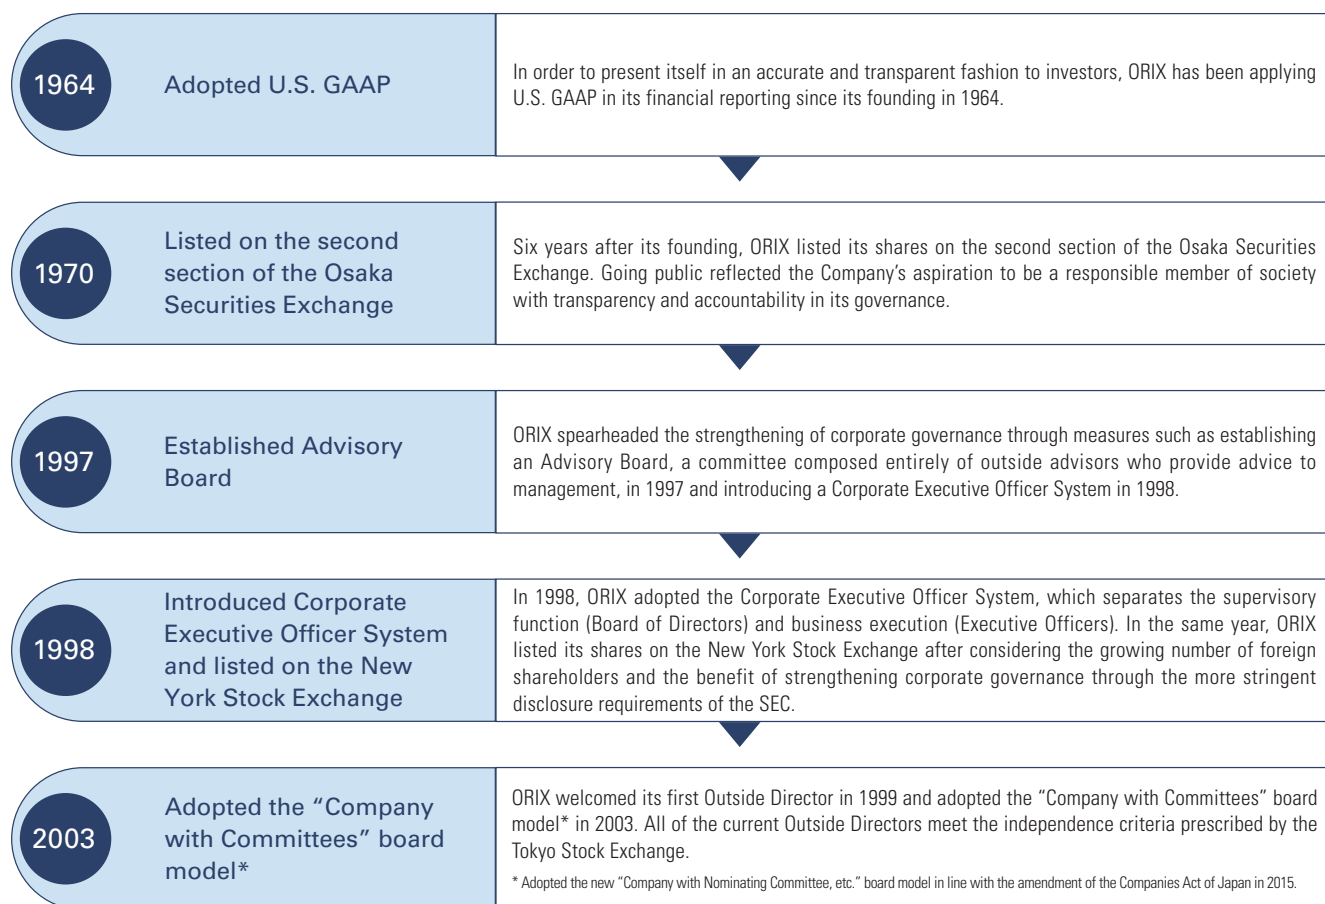 1964
Adopted U.S. GAAP
In order to present itself in an accurate and transparent fashion to investors, ORIX has been applying
U.S. GAAP in its financial reporting since its founding in 1964.
1970
Listed on the second
section of the Osaka
Securities Exchange
Six years after its founding, ORIX listed its shares on the second section of the Osaka Securities
Exchange. Going public reflected the Company’s aspiration to be a responsible member of society
with transparency and accountability in its governance.
1997
Established Advisory
Board
ORIX spearheaded the strengthening of corporate governance through measures such as establishing
an Advisory Board, a committee composed entirely of outside advisors who provide advice to
management, in 1997 and introducing a Corporate Executive Officer System in 1998.
1998
Introduced Corporate
Executive Officer System
and listed on the New
York Stock Exchange
In 1998, ORIX adopted the Corporate Executive Officer System, which separates the supervisory
function (Board of Directors) and business execution (Executive Officers). In the same year, ORIX
listed its shares on the New York Stock Exchange after considering the growing number of foreign
shareholders and the benefit of strengthening corporate governance through the more stringent
disclosure requirements of the SEC.
2003
Adopted the “Company
with Committees” board
model*
ORIX welcomed its first Outside Director in 1999 and adopted the “Company with Committees” board
model* in 2003. All of the current Outside Directors meet the independence criteria prescribed by the
Tokyo Stock Exchange.
* Adopted the new “Company with Nominating Committee, etc.” board model in line with the amendment of the Companies Act of Japan in 2015.